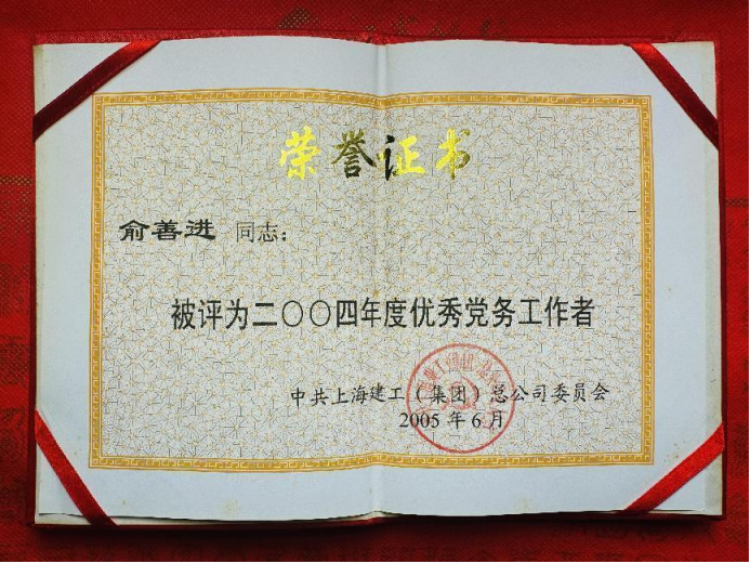 荣誉证书
俞善进 同志：
被评为二〇〇四年度优秀党务工作者
中共上海建工（集团）总公司委员会
2005 年 6 月